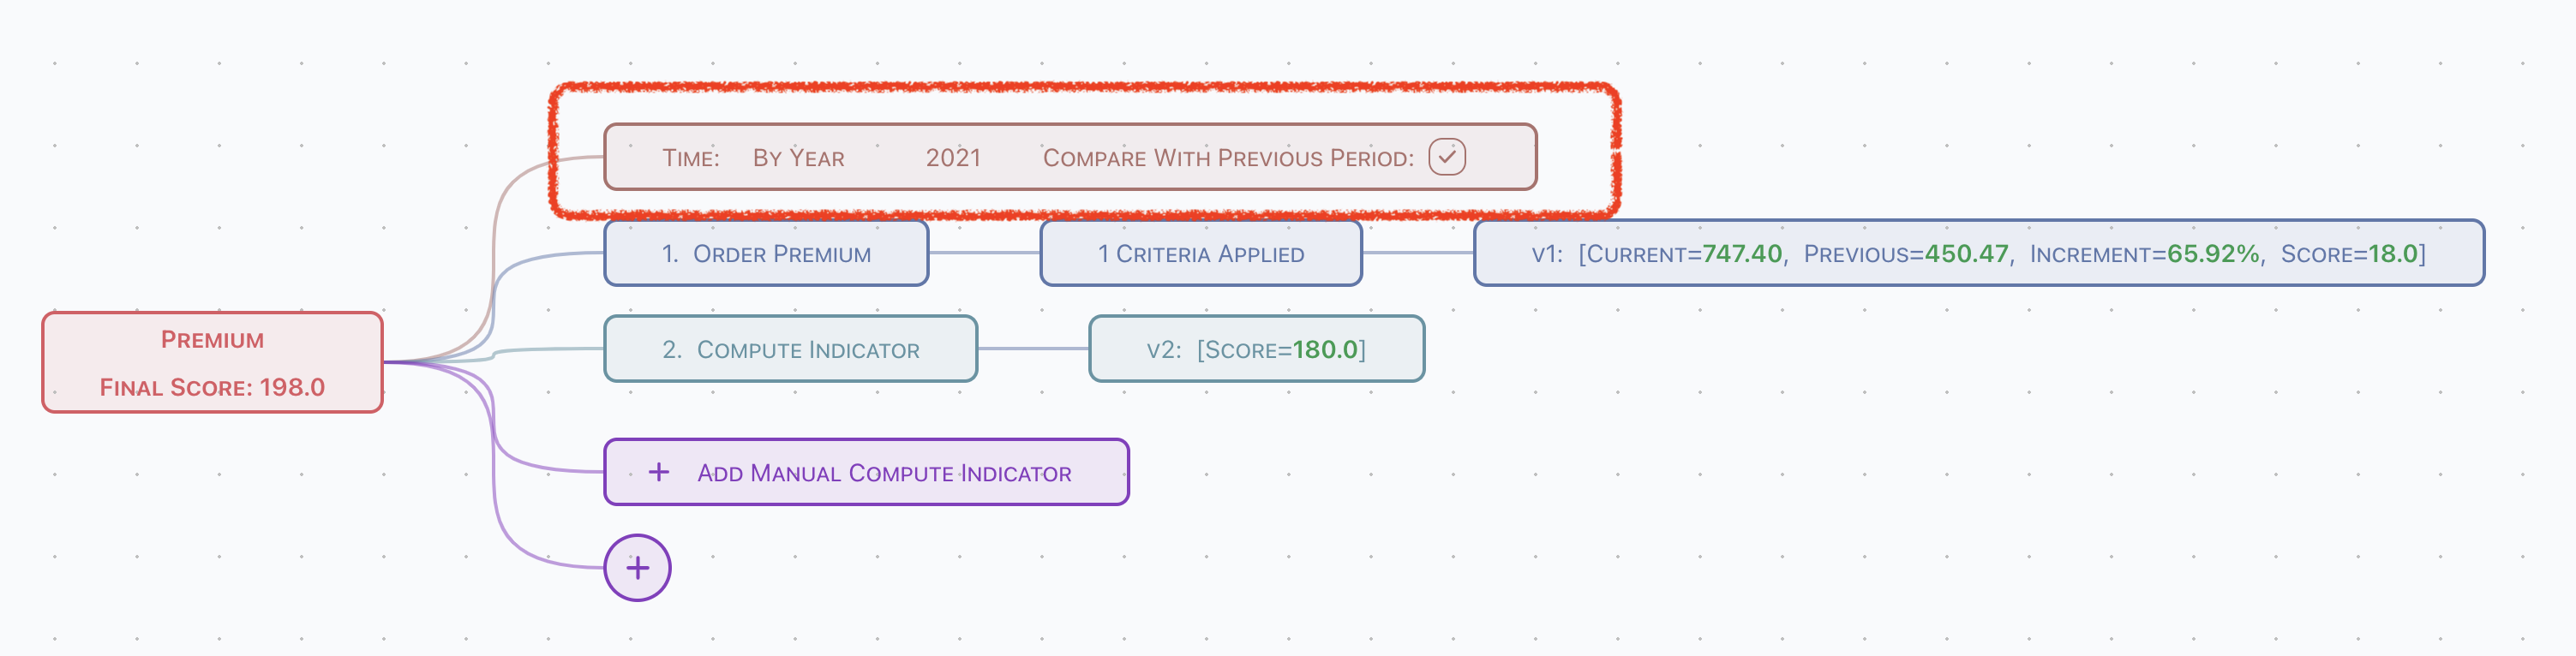 Time: By Year 2021 Compare With Previous Period:
1. Order Premium 1 Criteria Applied v1: [Current=747.40, Previous=450.47, Increment=65.92%, Score=18.0]
Premium
Final Score: 198.0
2. Compute Indicator v2: [Score=180.0]
+ Add Manual Compute Indicator
+